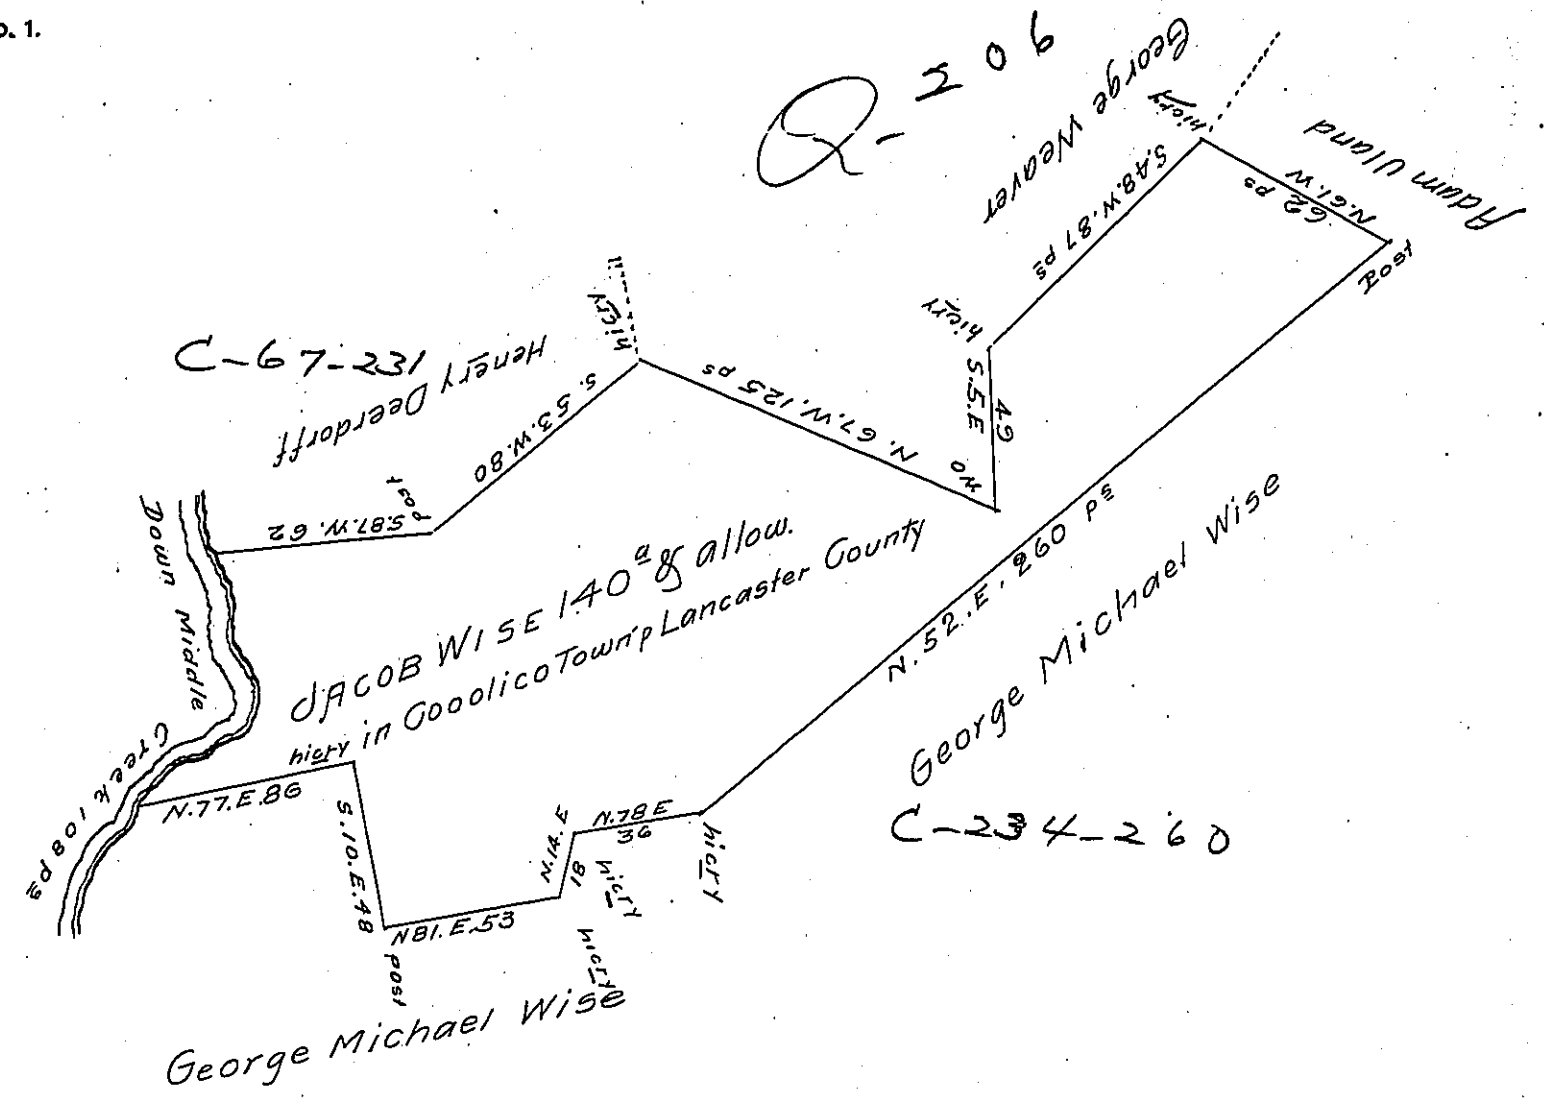 o. 1.
Q-206
George Weaver
hicry
Adam Uland
N.61.W
62 ps
Post
S.48.W.87 ps
hicry
S.5.E
49
WO
N.67.W.125 ps
hicry
C-67-231
Henery Deerdorff
S.53.W.80
Post
S.87.W.62
Down Middle
Creek 108 ps
JACOB WISE 140 a & allow.
in Cooolico Town'p Lancaster County
hicry
N.77.E.86
S.10.E.48
N81.E.53
post
N.14.E
18
hicry
hicry
N.78E
36
hicry
N.52.E.260 ps
George Michael Wise
C-234-260
George Michael Wise